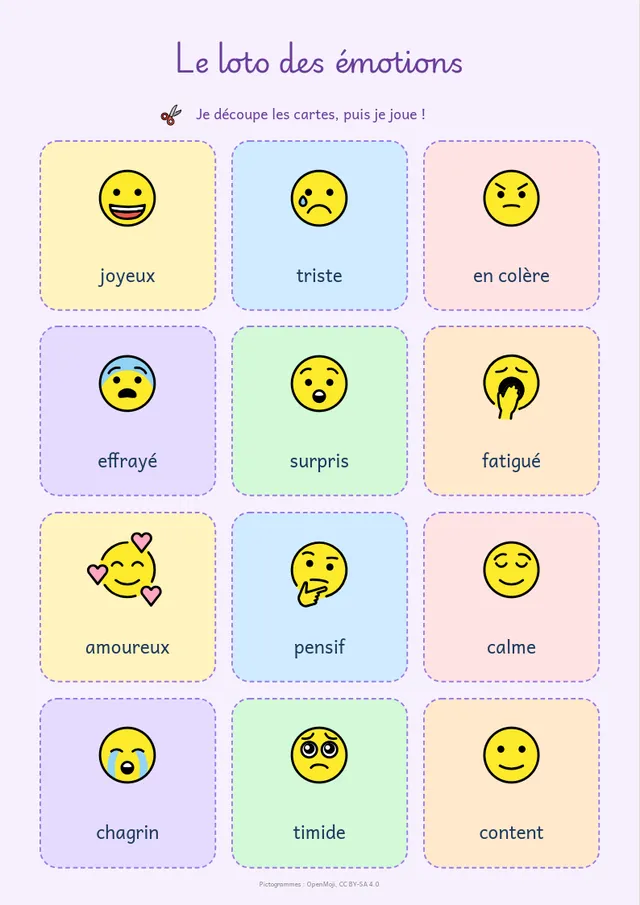 Le loto des émotions
Je découpe les cartes, puis je joue !
joyeux
triste
en colère
effrayé
surpris
fatigué
amoureux
pensif
calme
chagrin
timide
content
Pictogrammes : OpenMoji, CC BY-SA 4.0